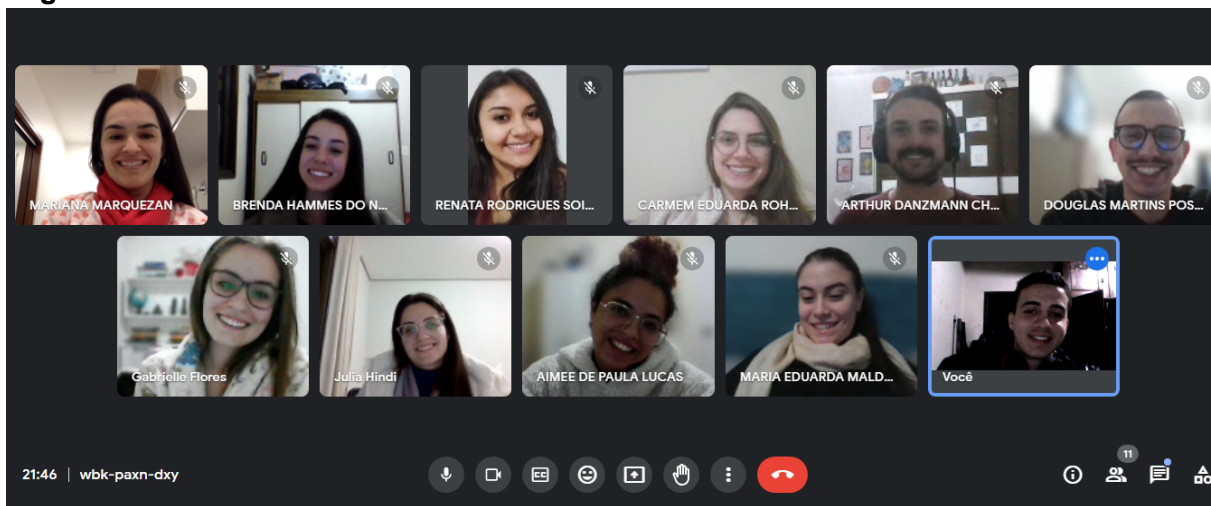 MARIANA MARQUEZAN
BRENDA HAMMES DO N...
RENATA RODRIGUES SOI...
CARMEM EDUARDA ROH...
ARTHUR DANZMANN CH...
DOUGLAS MARTINS POS...
Gabrielle Flores
Julia Hindi
AIMEE DE PAULA LUCAS
MARIA EDUARDA MALD...
Você
21:46 | wbk-paxn-dxy
CC
11